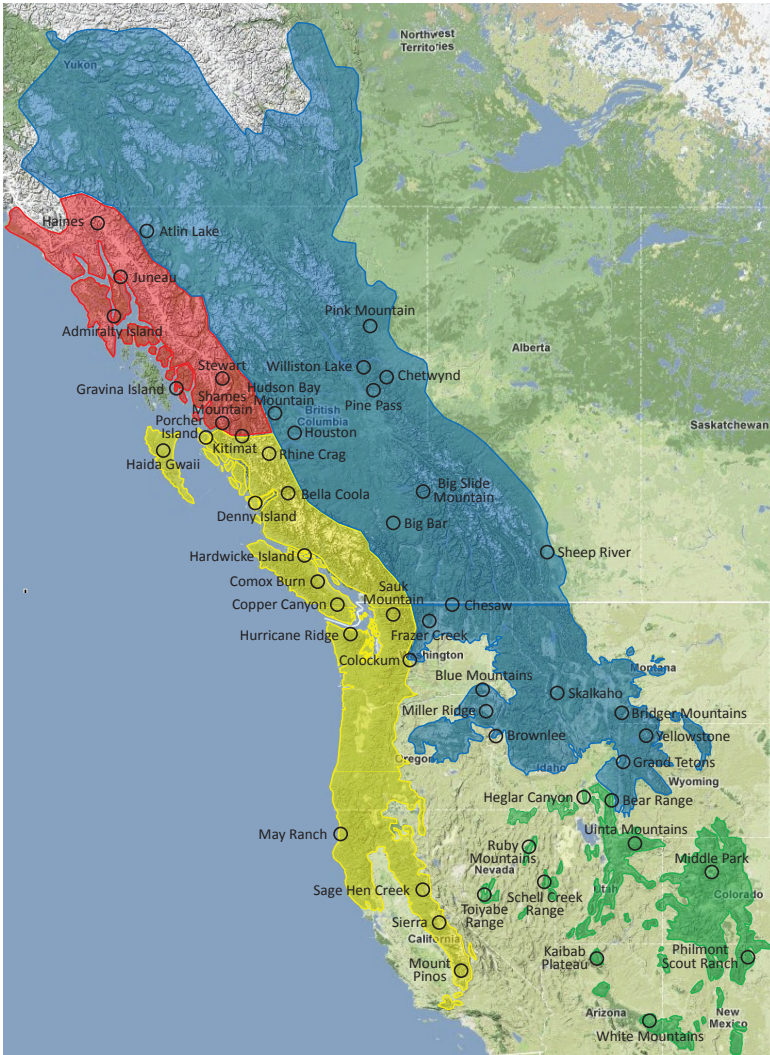 Northwest
Territories
Yukon
Haines
Atlin Lake
Juneau
Admiralty Island
Pink Mountain
Alberta
Williston Lake
Chetwynd
Stewart
Gravina Island
Hudson Bay
Mountain
Pine Pass
Shames
Mountain
British
Columbia
Saskatchewan
Porcher
Island
Houston
Kitimat
Rhine Crag
Haida Gwaii
Big Slide
Mountain
Bella Coola
Denny Island
Big Bar
Hardwicke Island
Sheep River
Comox Burn
Sauk
Mountain
Copper Canyon
Chesaw
Hurricane Ridge
Frazer Creek
Colockum
Washington
Montana
Blue Mountains
Skalkaho
Miller Ridge
Bridger Mountains
Brownlee
Yellowstone
Oregon
Idaho
Grand Tetons
Wyoming
Heglar Canyon
Bear Range
May Ranch
Uinta Mountains
Ruby
Mountains
Middle Park
Nevada
Sage Hen Creek
Schell Creek
Range
Utah
Colorado
Toiyabe
Range
Sierra
California
Kaibab
Plateau
Philmont
Scout Ranch
Mount
Pinos
Arizona
New
Mexico
White Mountains